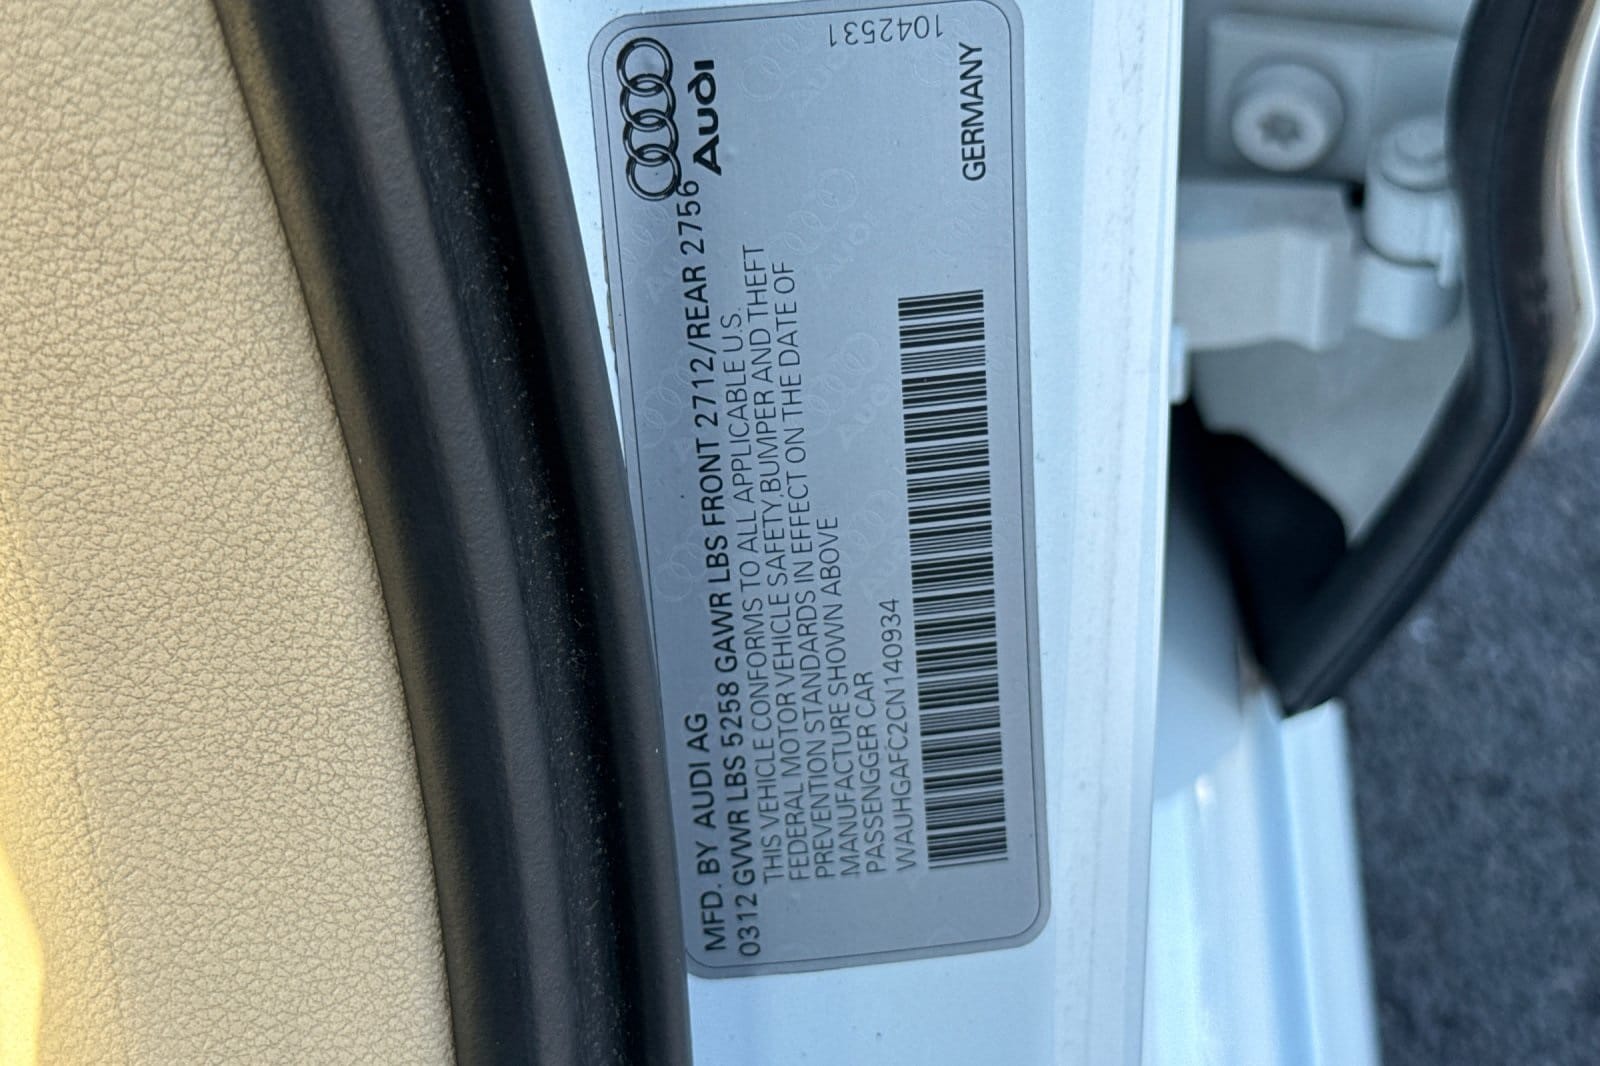 Audi
MFD. BY AUDI AG
0312 GVWR LBS 5258 GAWR LBS FRONT 2712/REAR 2756
THIS VEHICLE CONFORMS TO ALL APPLICABLE U.S.
FEDERAL MOTOR VEHICLE SAFETY,BUMPER AND THEFT
PREVENTION STANDARDS IN EFFECT ON THE DATE OF
MANUFACTURE SHOWN ABOVE
PASSENGGER CAR
WAUHGAFC2CN140934
GERMANY
1042531